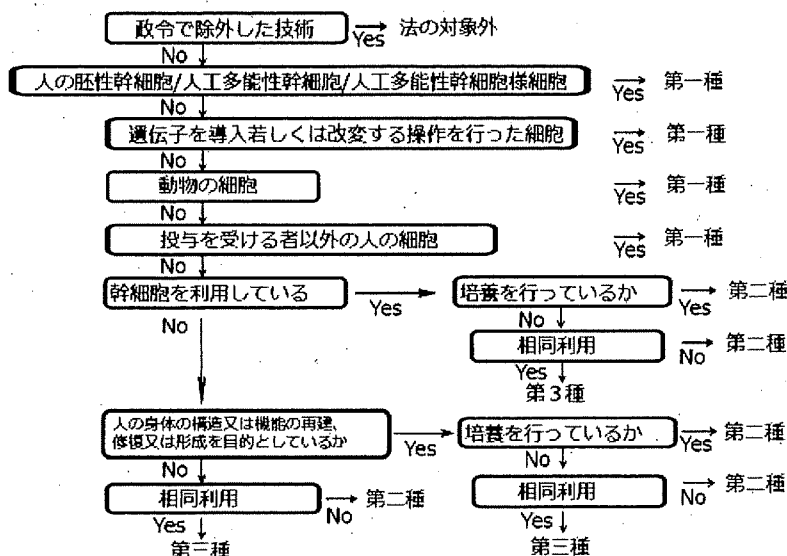 政令で除外した技術 Yes 法の対象外
No
人の胚性幹細胞/人工多能性幹細胞/人工多能性幹細胞様細胞 Yes 第一種
No
遺伝子を導入若しくは改変する操作を行った細胞 Yes 第一種
No
動物の細胞 Yes 第一種
No
投与を受ける者以外の人の細胞 Yes 第一種
No
幹細胞を利用している Yes 培養を行っているか Yes 第二種
No No
相同利用 No 第二種
Yes
第3種
人の身体の構造又は機能の再建、
修復又は形成を目的としているか Yes 培養を行っているか Yes 第二種
No No
相同利用 No 第二種 相同利用 No 第二種
Yes Yes
第三種 第三種